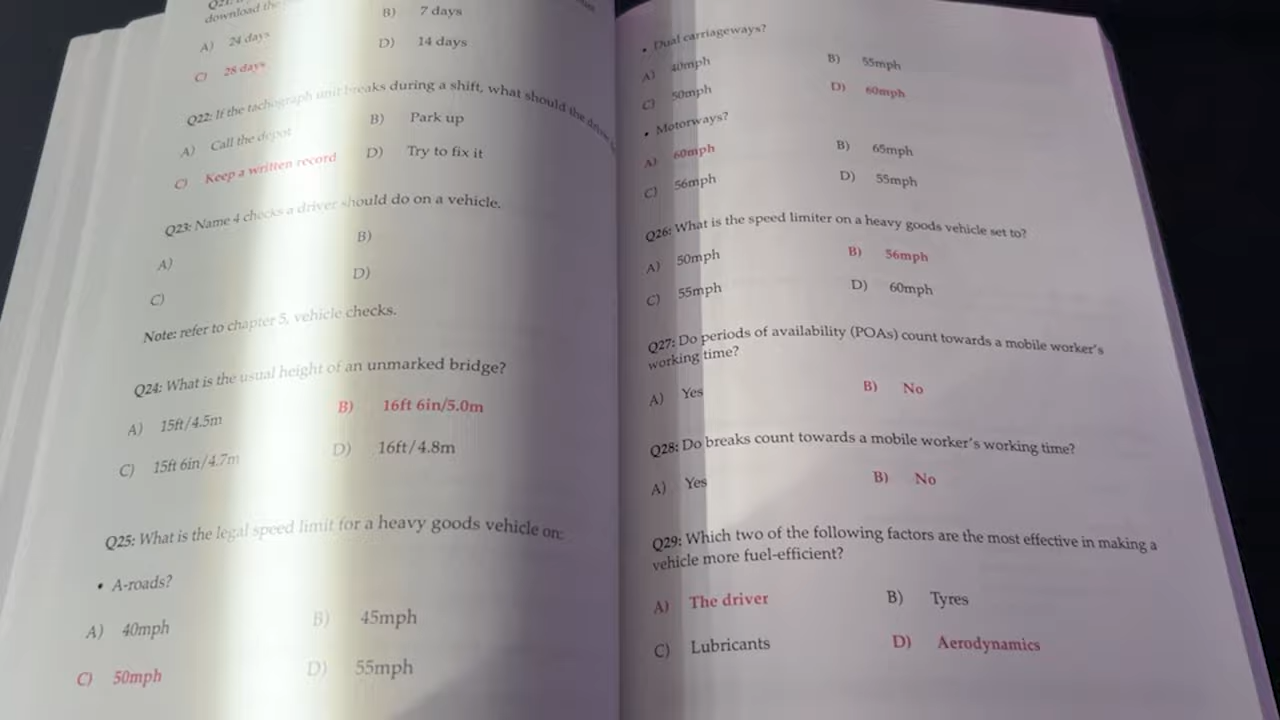 download the
A) 24 days
B) 7 days
C) 28 days
D) 14 days
Q22: If the tachograph unit breaks during a shift, what should the driver
A) Call the depot
B) Park up
C) Keep a written record
D) Try to fix it
Q23: Name 4 checks a driver should do on a vehicle.
A)
B)
C)
D)
Note: refer to chapter 5, vehicle checks.
Q24: What is the usual height of an unmarked bridge?
A) 15ft/4.5m
B) 16ft 6in/5.0m
C) 15ft 6in/4.7m
D) 16ft/4.8m
Q25: What is the legal speed limit for a heavy goods vehicle on:
• A-roads?
A) 40mph
B) 45mph
C) 50mph
D) 55mph
• Dual carriageways?
A) 40mph
B) 55mph
C) 50mph
D) 60mph
• Motorways?
A) 60mph
B) 65mph
C) 56mph
D) 55mph
Q26: What is the speed limiter on a heavy goods vehicle set to?
A) 50mph
B) 56mph
C) 55mph
D) 60mph
Q27: Do periods of availability (POAs) count towards a mobile worker's
working time?
A) Yes
B) No
Q28: Do breaks count towards a mobile worker's working time?
A) Yes
B) No
Q29: Which two of the following factors are the most effective in making a
vehicle more fuel-efficient?
A) The driver
B) Tyres
C) Lubricants
D) Aerodynamics